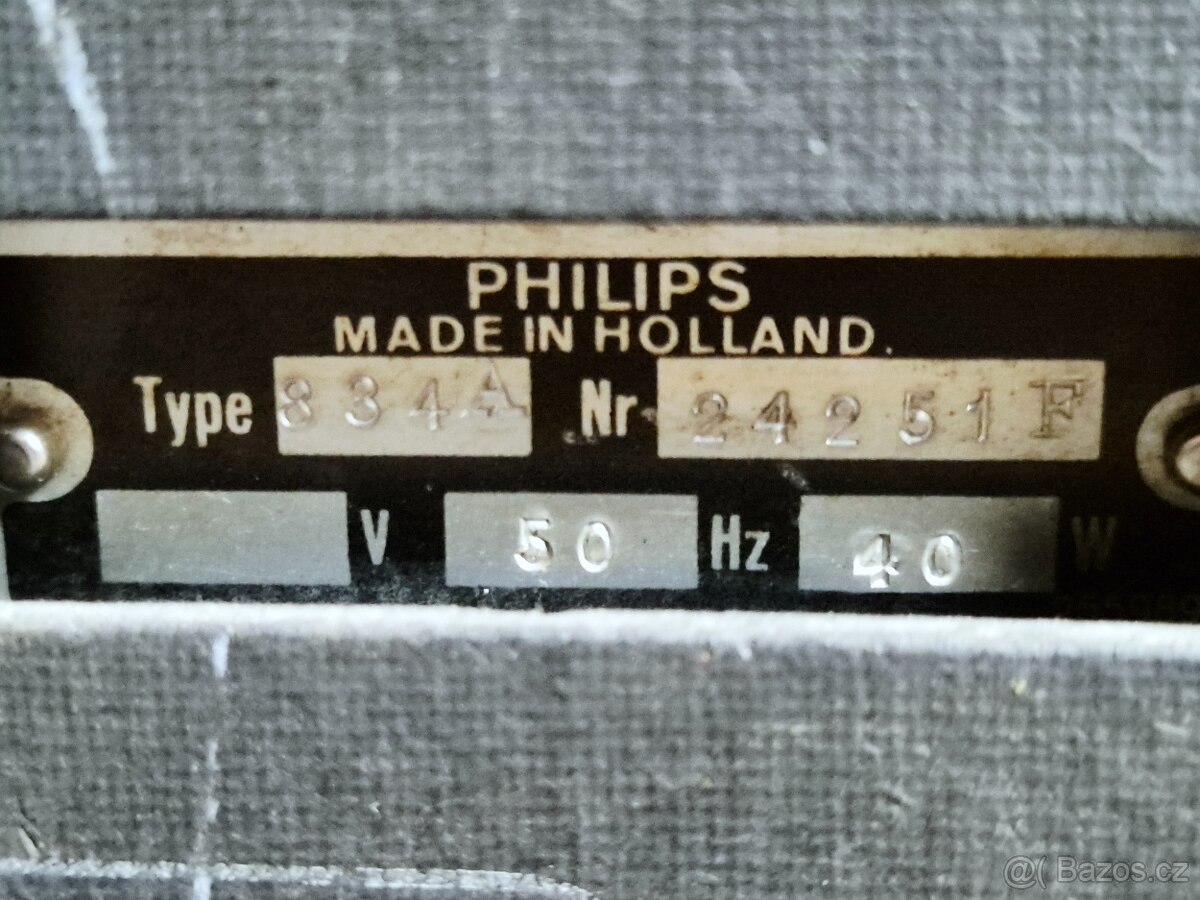 PHILIPS
MADE IN HOLLAND.
Type 834A Nr 24251F
V 50 Hz 40 W
@( Bazos.cz